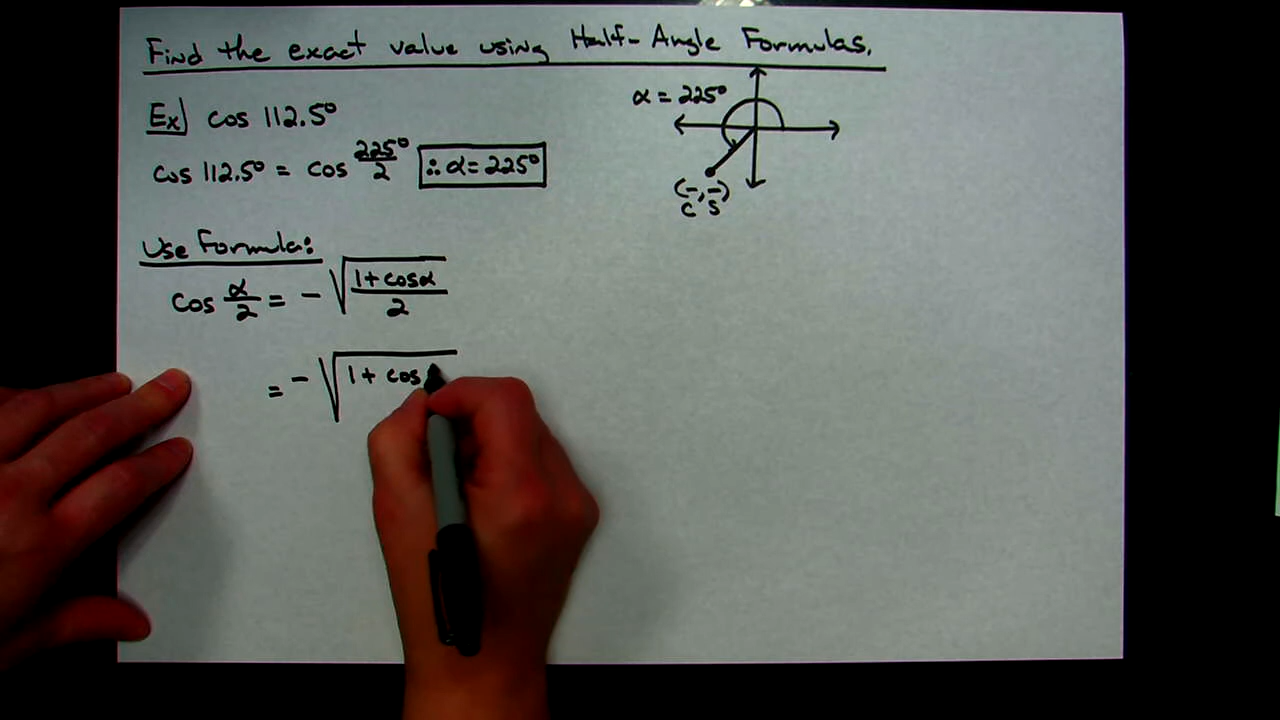 Find the exact value using Half-Angle Formulas.
Ex) cos 112.5°
cos 112.5° = cos 225°/2 ∴ α = 225°
α = 225°
(-, -)
c s
Use Formula:
cos α/2 = - √((1 + cos α)/2)
= - √(1 + cos